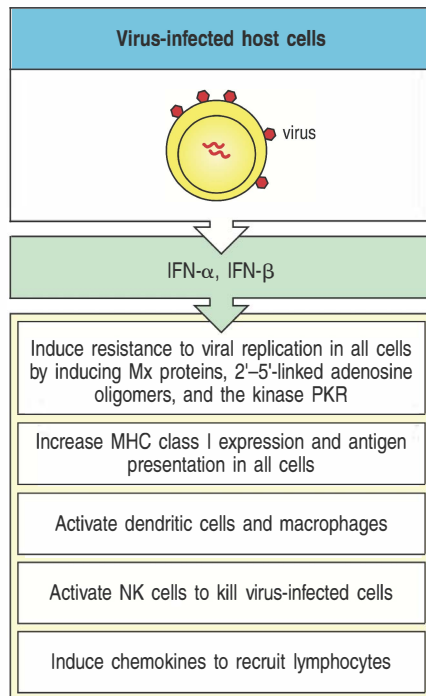 Virus-infected host cells
virus
IFN-α, IFN-β
Induce resistance to viral replication in all cells
by inducing Mx proteins, 2'–5'-linked adenosine
oligomers, and the kinase PKR
Increase MHC class I expression and antigen
presentation in all cells
Activate dendritic cells and macrophages
Activate NK cells to kill virus-infected cells
Induce chemokines to recruit lymphocytes